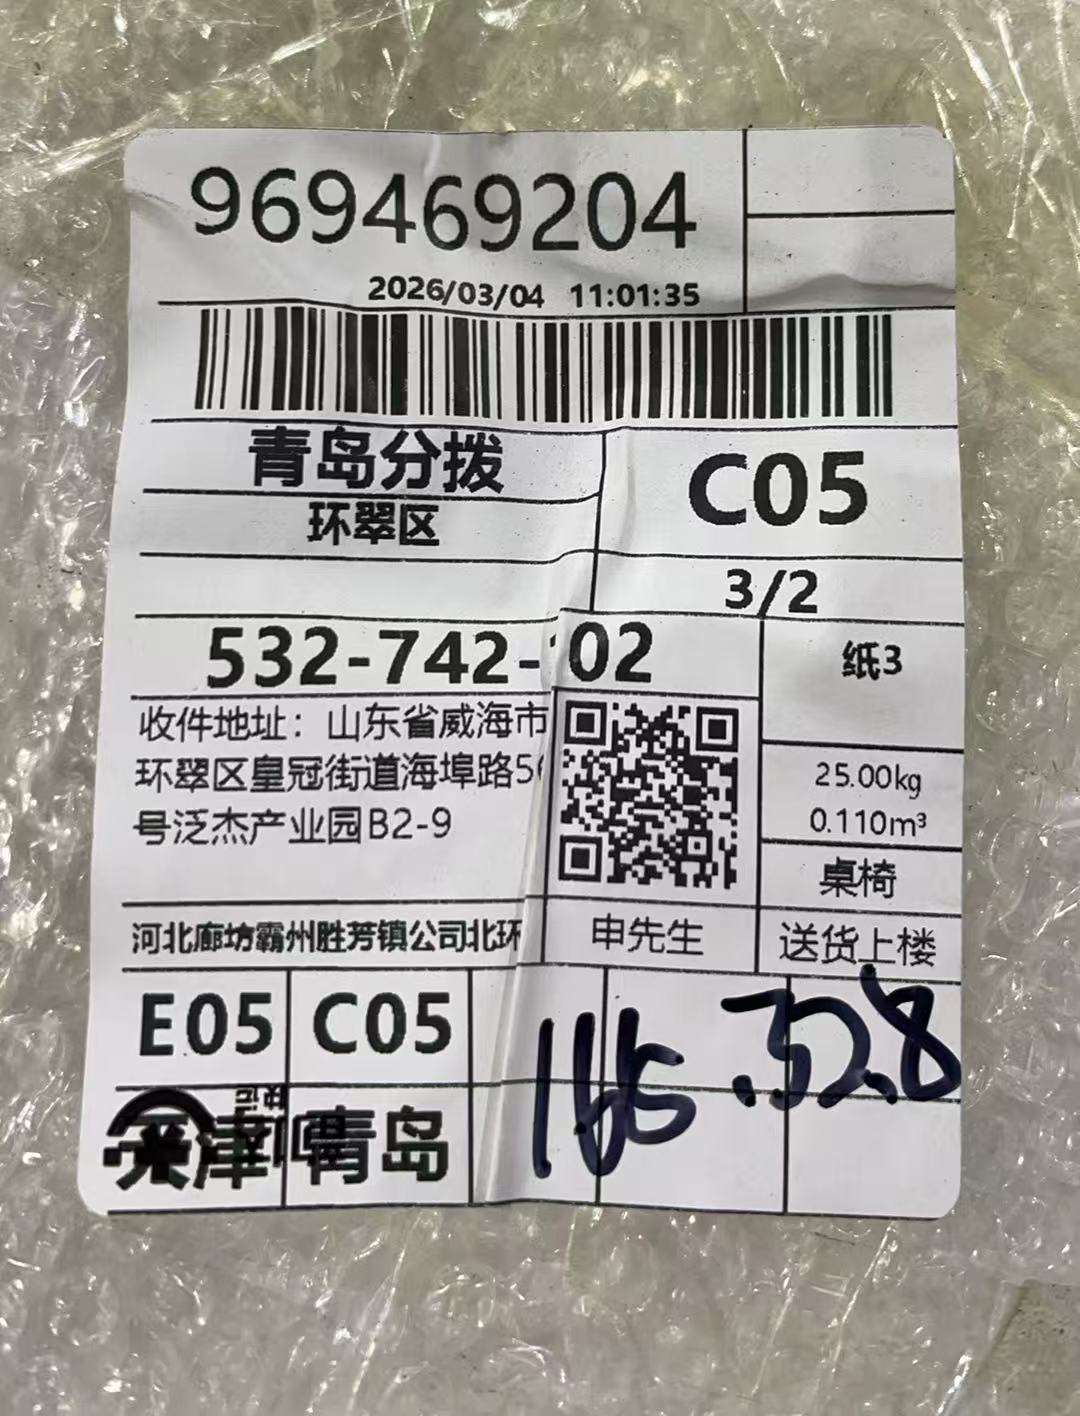 969469204
2026/03/04 11:01:35
青岛分拨
C05
环翠区
3/2
532-742- 02
纸3
收件地址：山东省威海市
环翠区皇冠街道海埠路5
号泛杰产业园B2-9
25.00kg
0.110m³
桌椅
河北廊坊霸州胜芳镇公司北环
申先生
送货上楼
E05 C05
天津 青岛
165